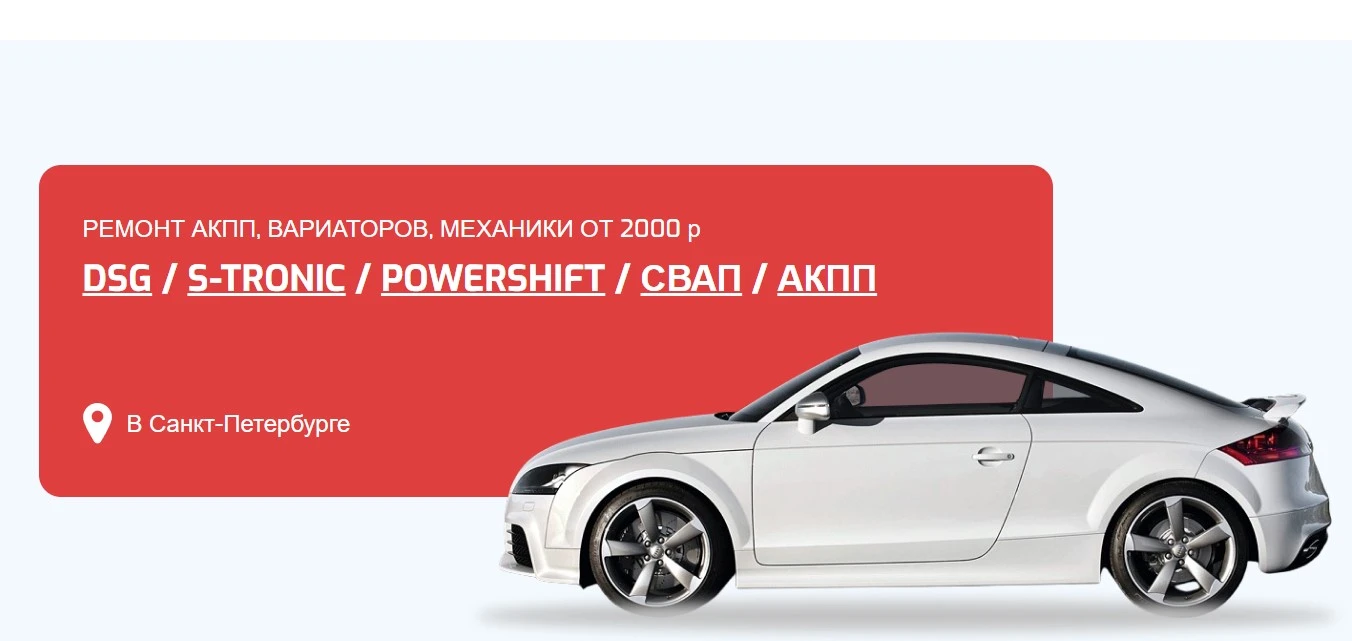 РЕМОНТ АКПП, ВАРИАТОРОВ, МЕХАНИКИ ОТ 2000 р
DSG / S-TRONIC / POWERSHIFT / СВАП / АКПП
В Санкт-Петербурге